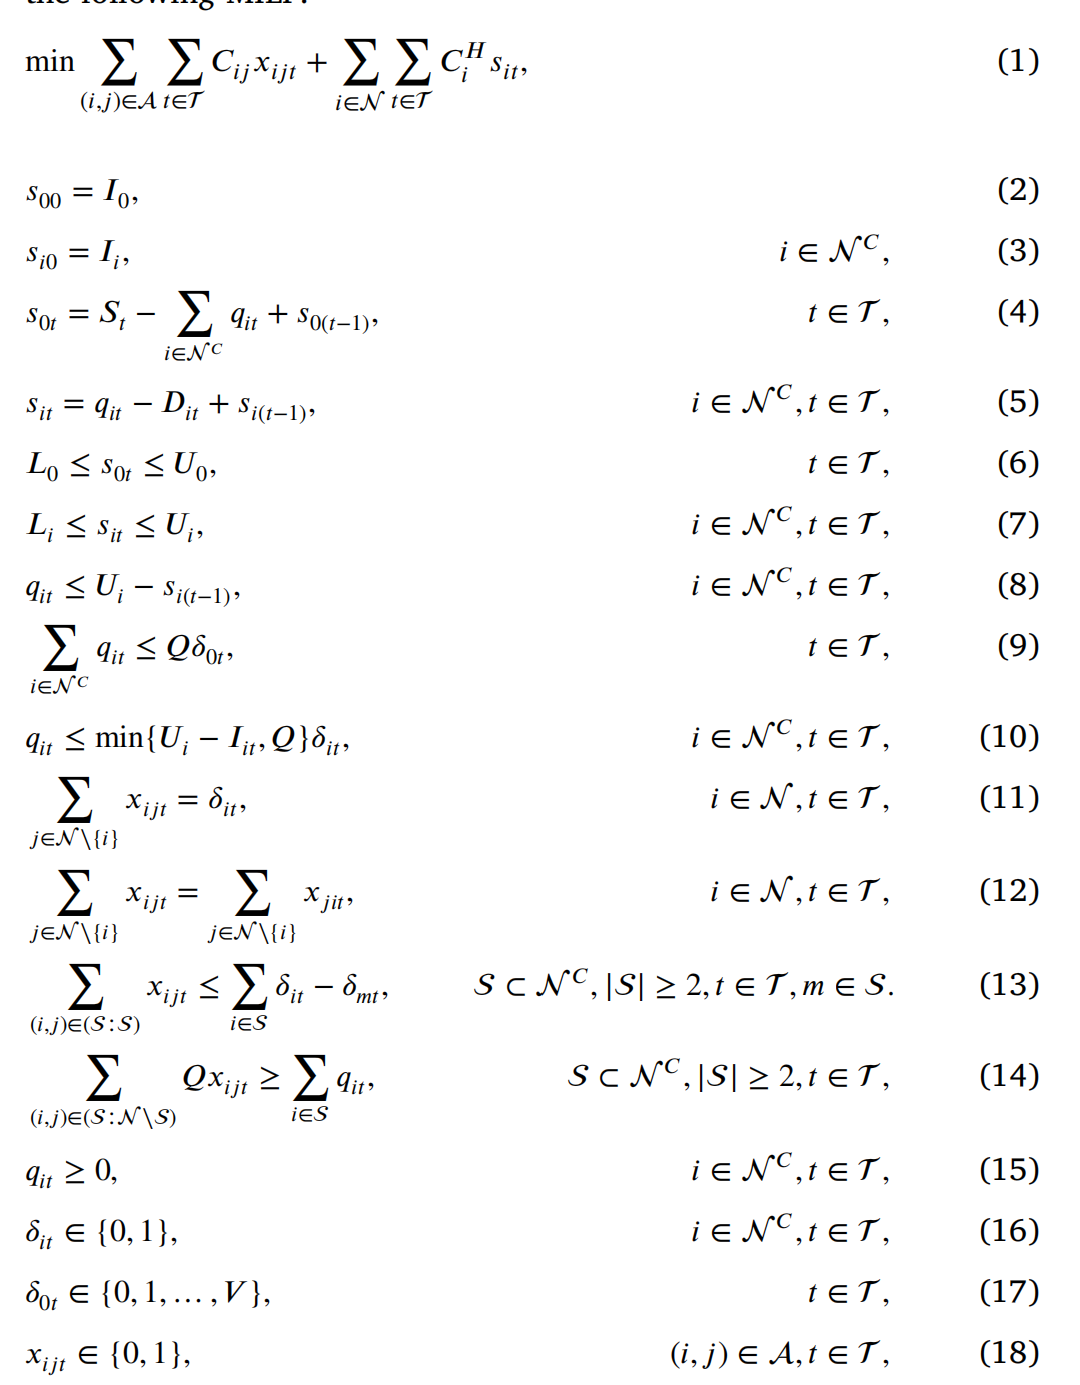 the following MILP:
min ∑_{(i,j)∈𝒜} ∑_{t∈𝒯} C_{ij} x_{ijt} + ∑_{i∈𝒩} ∑_{t∈𝒯} C_i^H s_{it}, (1)
s_{00} = I_0, (2)
s_{i0} = I_i, i ∈ 𝒩^C, (3)
s_{0t} = S_t − ∑_{i∈𝒩^C} q_{it} + s_{0(t−1)}, t ∈ 𝒯, (4)
s_{it} = q_{it} − D_{it} + s_{i(t−1)}, i ∈ 𝒩^C, t ∈ 𝒯, (5)
L_0 ≤ s_{0t} ≤ U_0, t ∈ 𝒯, (6)
L_i ≤ s_{it} ≤ U_i, i ∈ 𝒩^C, t ∈ 𝒯, (7)
q_{it} ≤ U_i − s_{i(t−1)}, i ∈ 𝒩^C, t ∈ 𝒯, (8)
∑_{i∈𝒩^C} q_{it} ≤ Qδ_{0t}, t ∈ 𝒯, (9)
q_{it} ≤ min{U_i − I_{it}, Q}δ_{it}, i ∈ 𝒩^C, t ∈ 𝒯, (10)
∑_{j∈𝒩\{i}} x_{ijt} = δ_{it}, i ∈ 𝒩, t ∈ 𝒯, (11)
∑_{j∈𝒩\{i}} x_{ijt} = ∑_{j∈𝒩\{i}} x_{jit}, i ∈ 𝒩, t ∈ 𝒯, (12)
∑_{(i,j)∈(𝒮:𝒮)} x_{ijt} ≤ ∑_{i∈𝒮} δ_{it} − δ_{mt}, 𝒮 ⊂ 𝒩^C, |𝒮| ≥ 2, t ∈ 𝒯, m ∈ 𝒮. (13)
∑_{(i,j)∈(𝒮:𝒩\𝒮)} Qx_{ijt} ≥ ∑_{i∈𝒮} q_{it}, 𝒮 ⊂ 𝒩^C, |𝒮| ≥ 2, t ∈ 𝒯, (14)
q_{it} ≥ 0, i ∈ 𝒩^C, t ∈ 𝒯, (15)
δ_{it} ∈ {0, 1}, i ∈ 𝒩^C, t ∈ 𝒯, (16)
δ_{0t} ∈ {0, 1, … , V}, t ∈ 𝒯, (17)
x_{ijt} ∈ {0, 1}, (i, j) ∈ 𝒜, t ∈ 𝒯, (18)